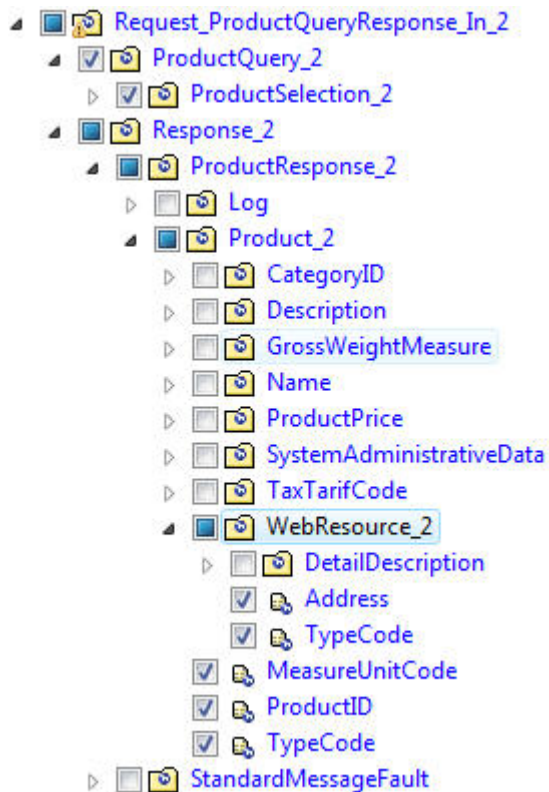 Request_ProductQueryResponse_In_2
ProductQuery_2
ProductSelection_2
Response_2
ProductResponse_2
Log
Product_2
CategoryID
Description
GrossWeightMeasure
Name
ProductPrice
SystemAdministrativeData
TaxTarifCode
WebResource_2
DetailDescription
Address
TypeCode
MeasureUnitCode
ProductID
TypeCode
StandardMessageFault